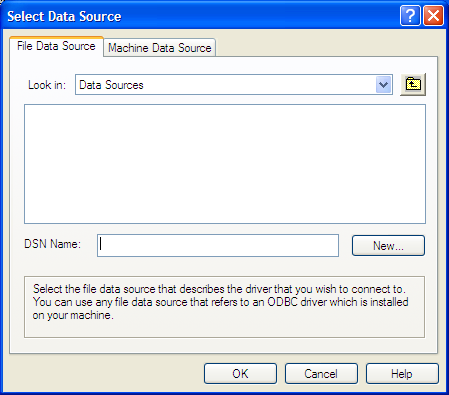 Select Data Source
File Data Source
Machine Data Source
Look in:
Data Sources
DSN Name:
New...
Select the file data source that describes the driver that you wish to connect to.
You can use any file data source that refers to an ODBC driver which is installed
on your machine.
OK
Cancel
Help